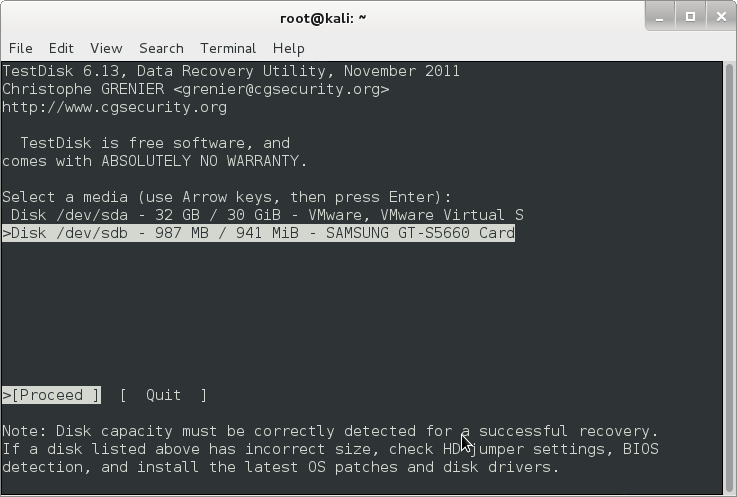 root@kali: ~
File Edit View Search Terminal Help
TestDisk 6.13, Data Recovery Utility, November 2011
Christophe GRENIER <grenier@cgsecurity.org>
http://www.cgsecurity.org
TestDisk is free software, and
comes with ABSOLUTELY NO WARRANTY.
Select a media (use Arrow keys, then press Enter):
Disk /dev/sda - 32 GB / 30 GiB - VMware, VMware Virtual S
>Disk /dev/sdb - 987 MB / 941 MiB - SAMSUNG GT-S5660 Card
>[Proceed ] [ Quit ]
Note: Disk capacity must be correctly detected for a successful recovery.
If a disk listed above has incorrect size, check HD jumper settings, BIOS
detection, and install the latest OS patches and disk drivers.